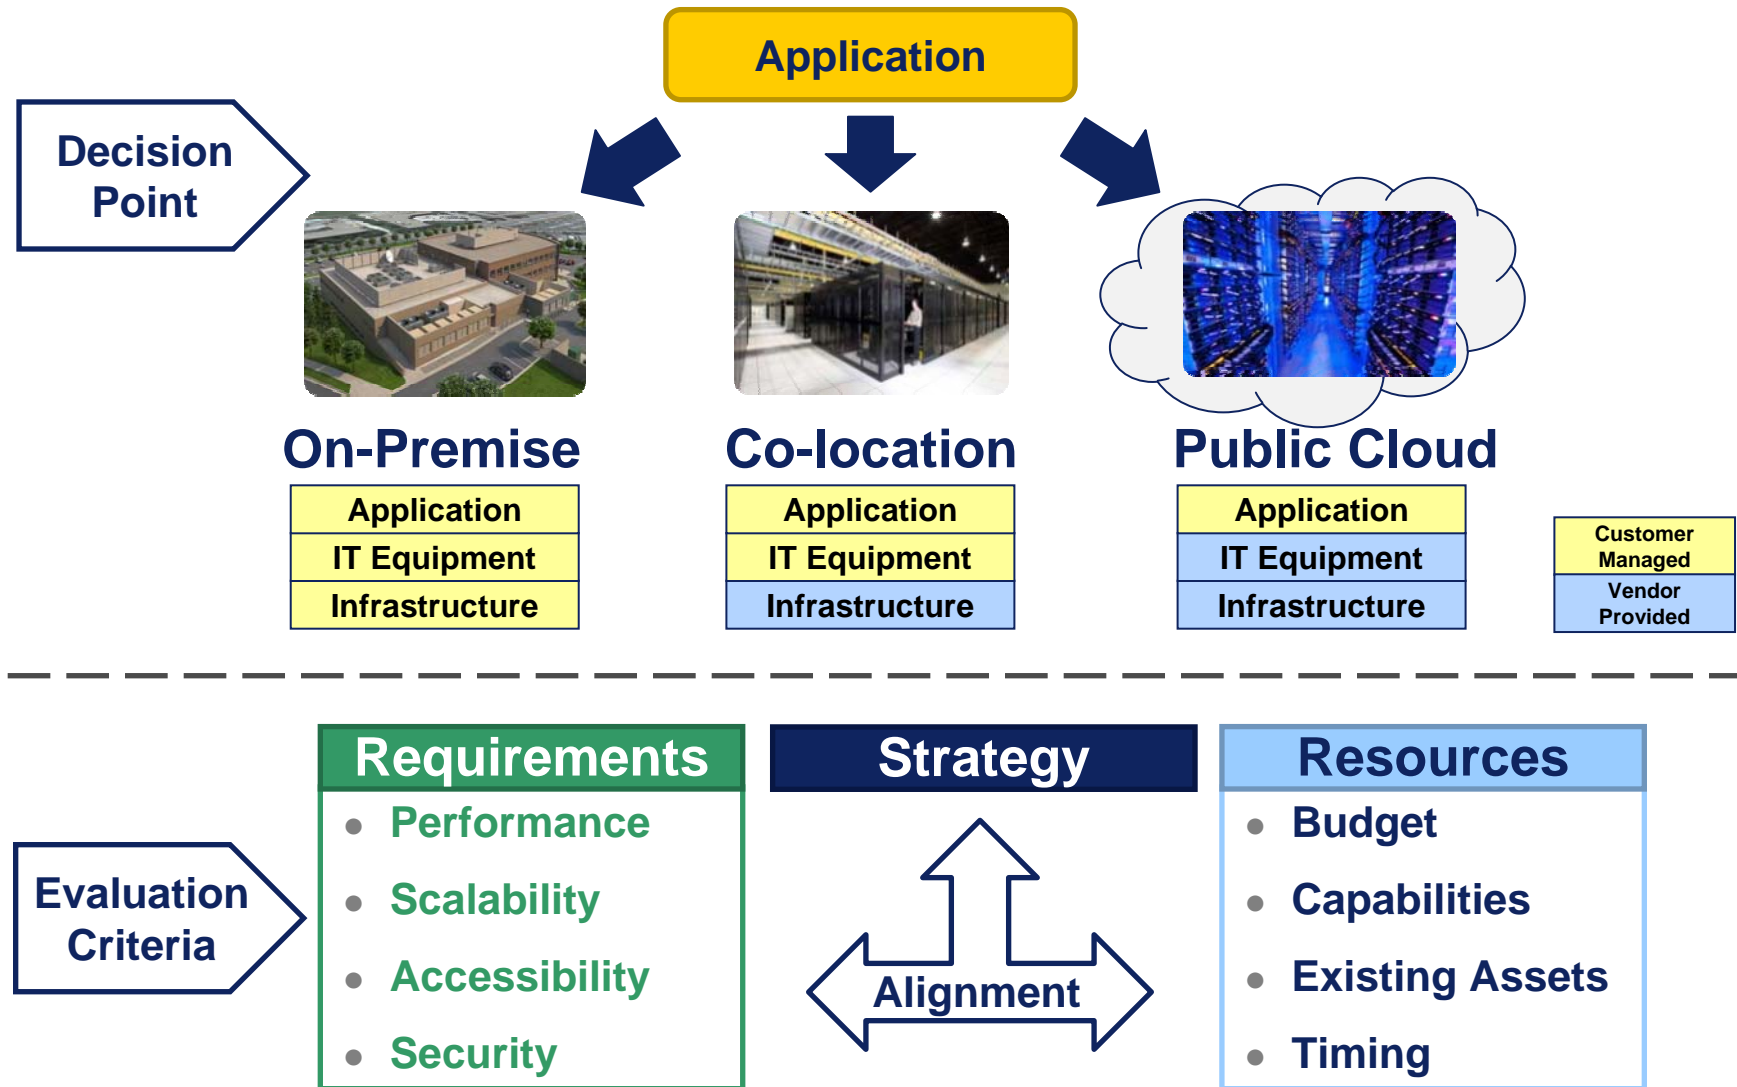 Application
Decision
Point
On-Premise
Co-location
Public Cloud
Application
IT Equipment
Infrastructure
Application
IT Equipment
Infrastructure
Application
IT Equipment
Infrastructure
Customer
Managed
Vendor
Provided
Evaluation
Criteria
Requirements
Performance
Scalability
Accessibility
Security
Strategy
Alignment
Resources
Budget
Capabilities
Existing Assets
Timing